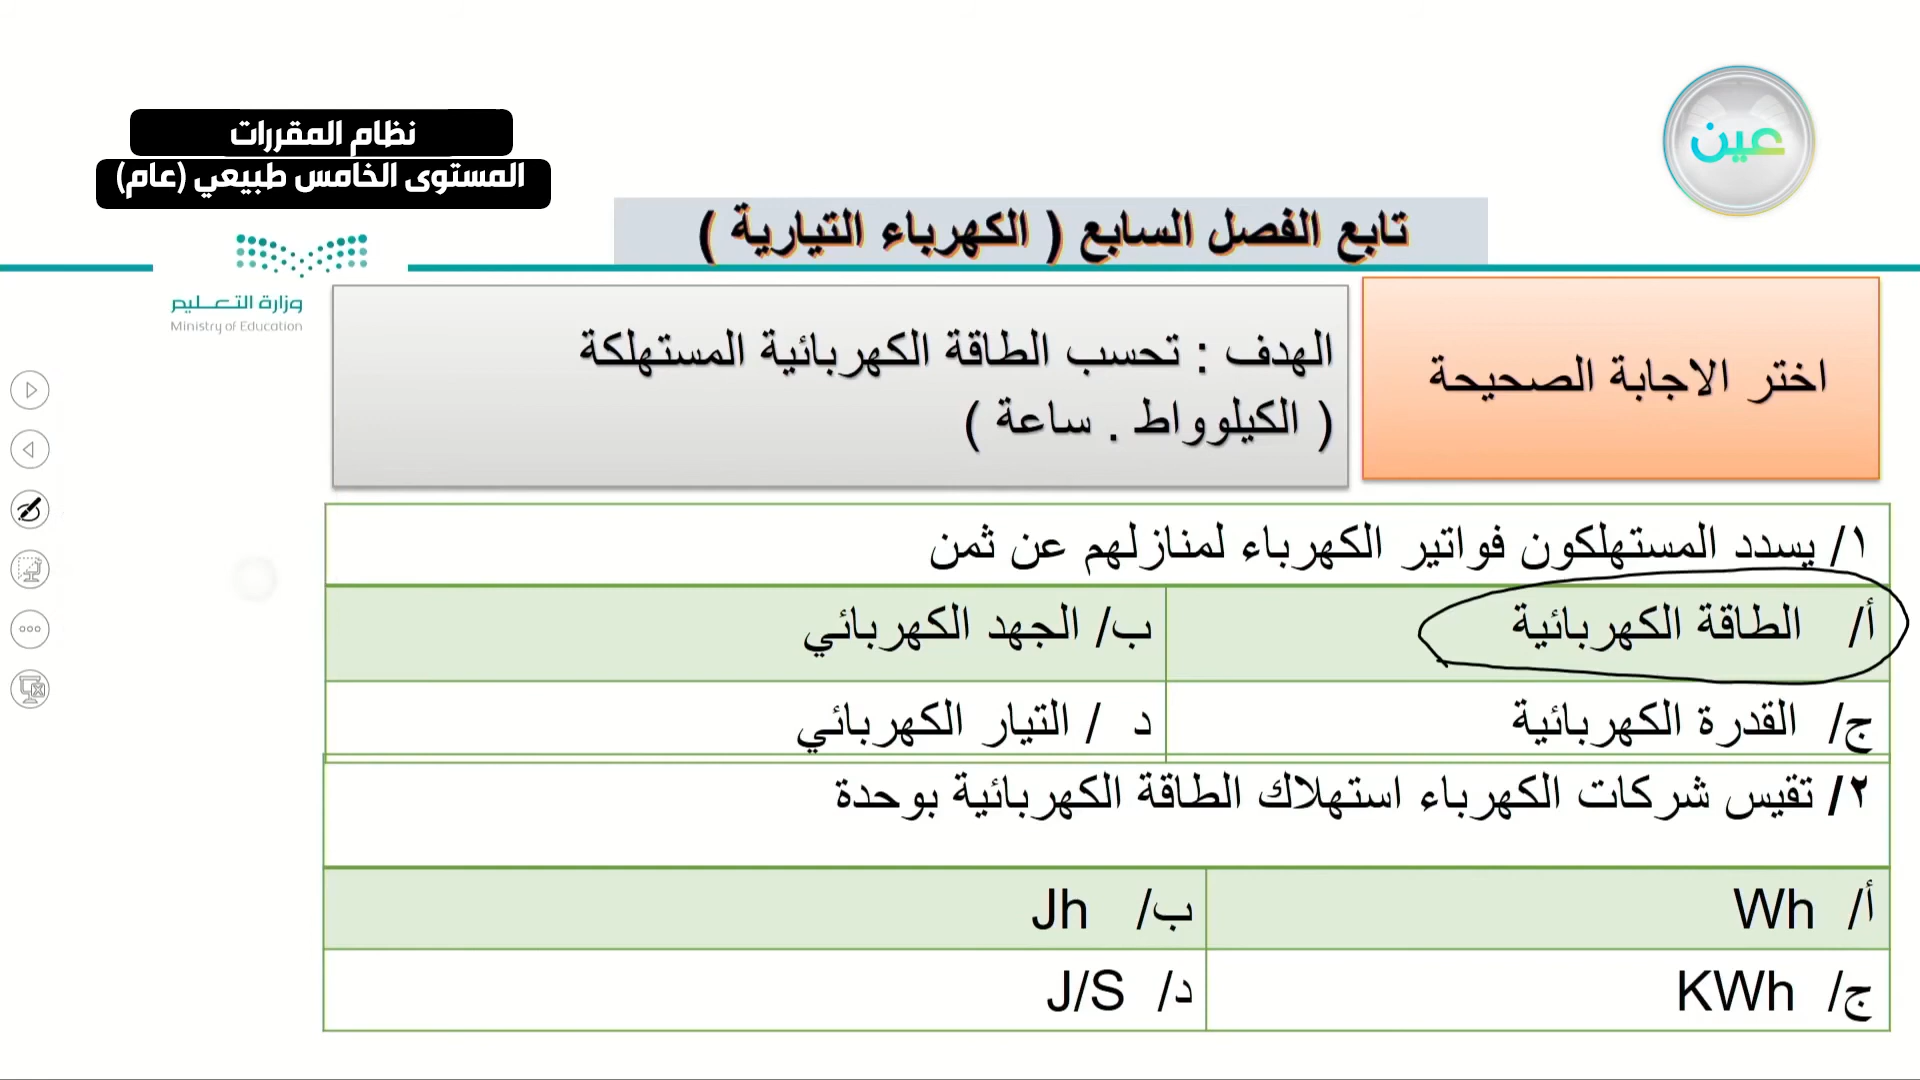 نظام المقررات
المستوى الخامس طبيعي (عام)
عين
تابع الفصل السابع ( الكهرباء التيارية )
وزارة التعليم
Ministry of Education
اختر الاجابة الصحيحة
الهدف : تحسب الطاقة الكهربائية المستهلكة
( الكيلوواط . ساعة )
١/ يسدد المستهلكون فواتير الكهرباء لمنازلهم عن ثمن
أ/ الطاقة الكهربائية
ب/ الجهد الكهربائي
ج/ القدرة الكهربائية
د / التيار الكهربائي
٢/ تقيس شركات الكهرباء استهلاك الطاقة الكهربائية بوحدة
أ/ Wh
ب/ Jh
ج/ KWh
د/ J/S